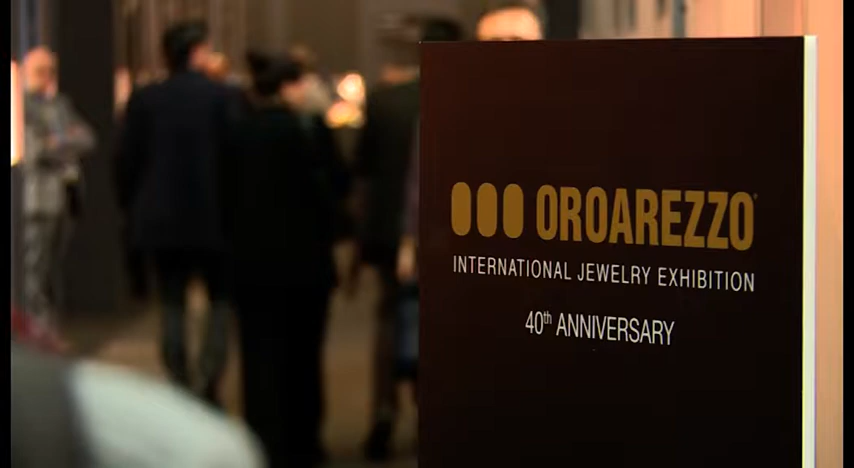 OROAREZZO®
INTERNATIONAL JEWELRY EXHIBITION
40th ANNIVERSARY